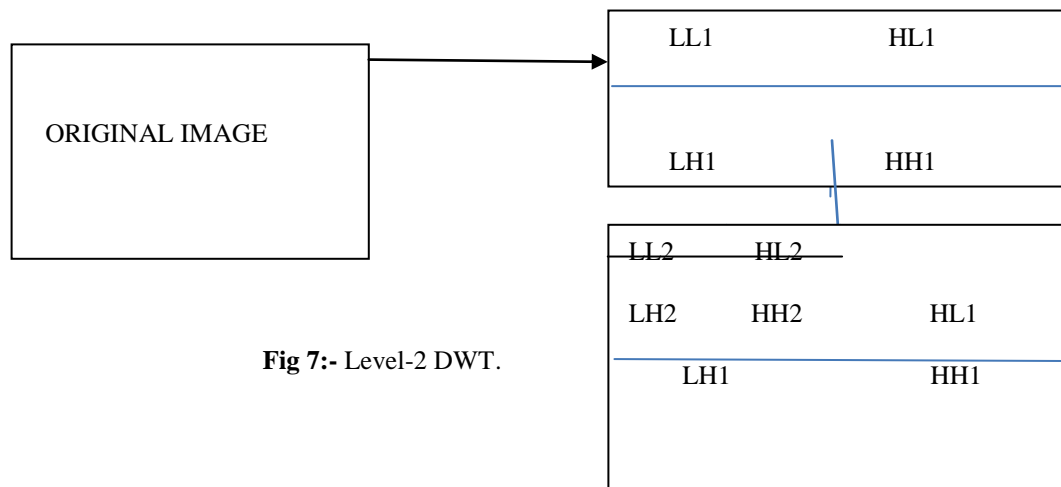 LL1 HL1
ORIGINAL IMAGE
LH1 HH1
LL2 HL2
LH2 HH2 HL1
Fig 7:- Level-2 DWT.
LH1 HH1